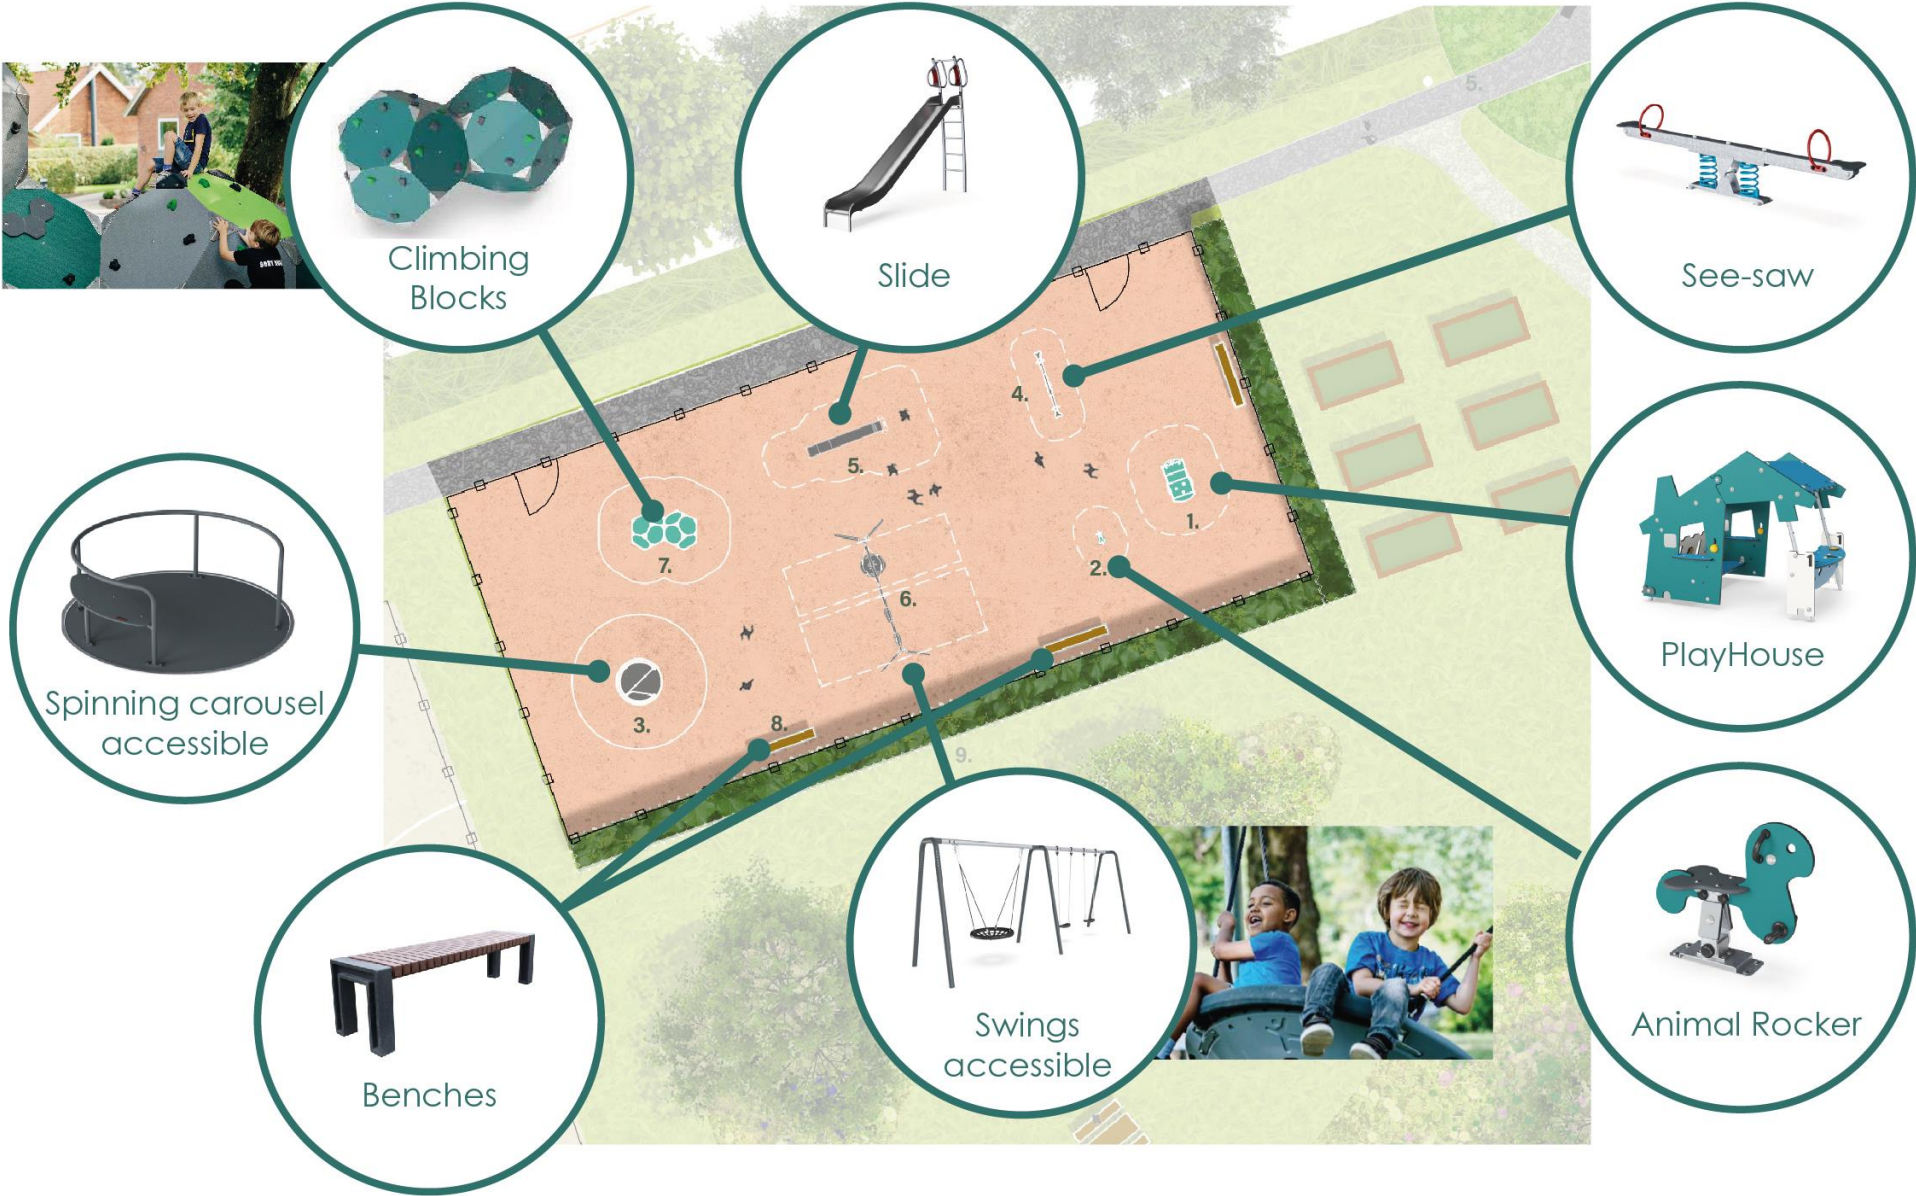 Climbing
Blocks
Slide
See-saw
5.
4.
5.
1.
2.
7.
6.
3.
8.
9.
PlayHouse
Spinning carousel
accessible
Benches
Swings
accessible
Animal Rocker